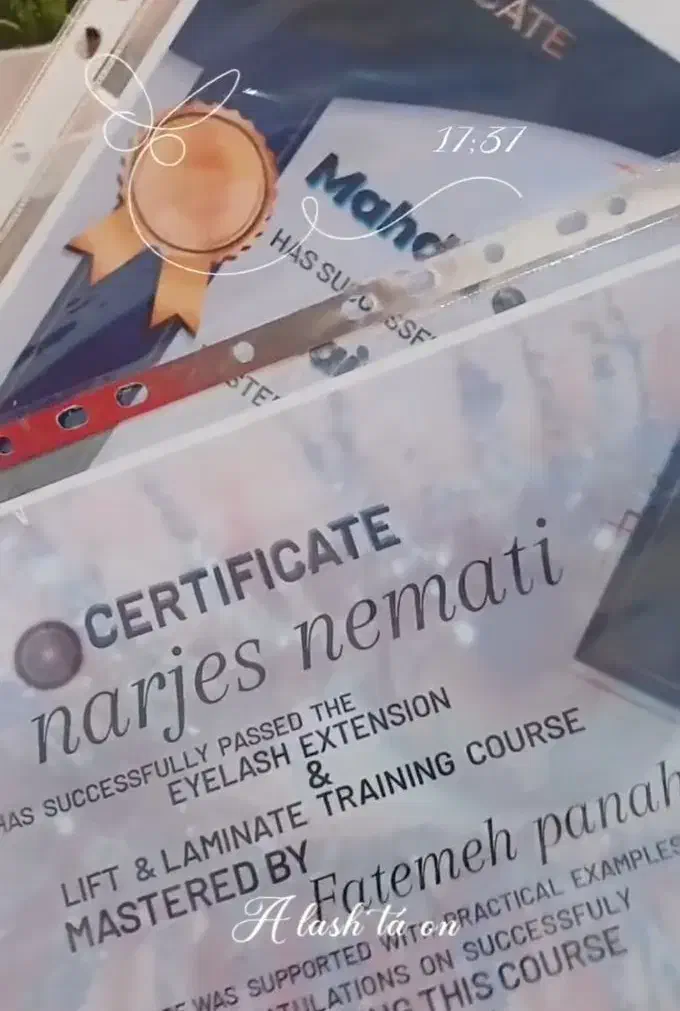 CATE
17;37
Mahd
HAS SUCCESSF
CERTIFICATE
narjes nemati
HAS SUCCESSFULLY PASSED THE
EYELASH EXTENSION
&
LIFT & LAMINATE TRAINING COURSE
MASTERED BY
Fatemeh panah
A lash tá on
WAS SUPPORTED WITH PRACTICAL EXAMPLES
TULATIONS ON SUCCESSFULY
THIS COURSE